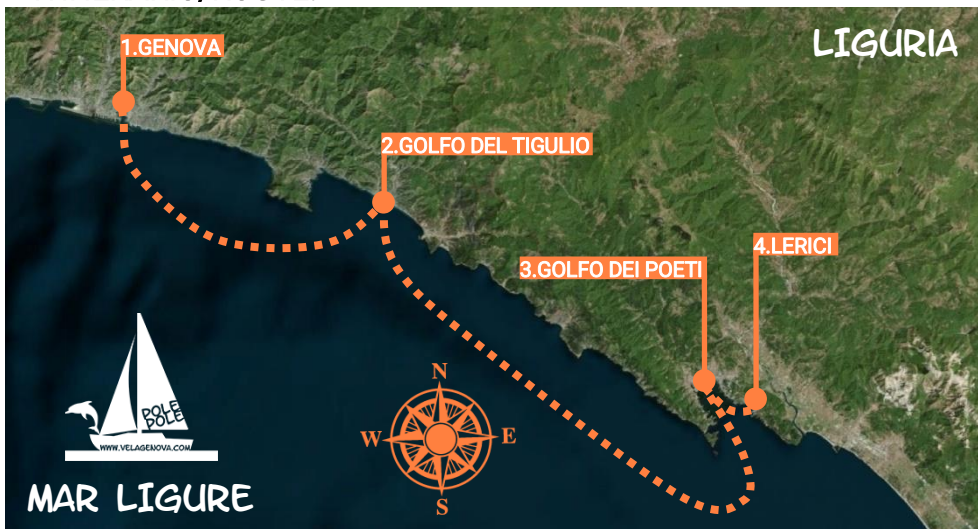 1.GENOVA
LIGURIA
2.GOLFO DEL TIGULIO
4.LERICI
3.GOLFO DEI POETI
N
W
E
S
POLE
POLE
WWW.VELAGENOVA.COM
MAR LIGURE